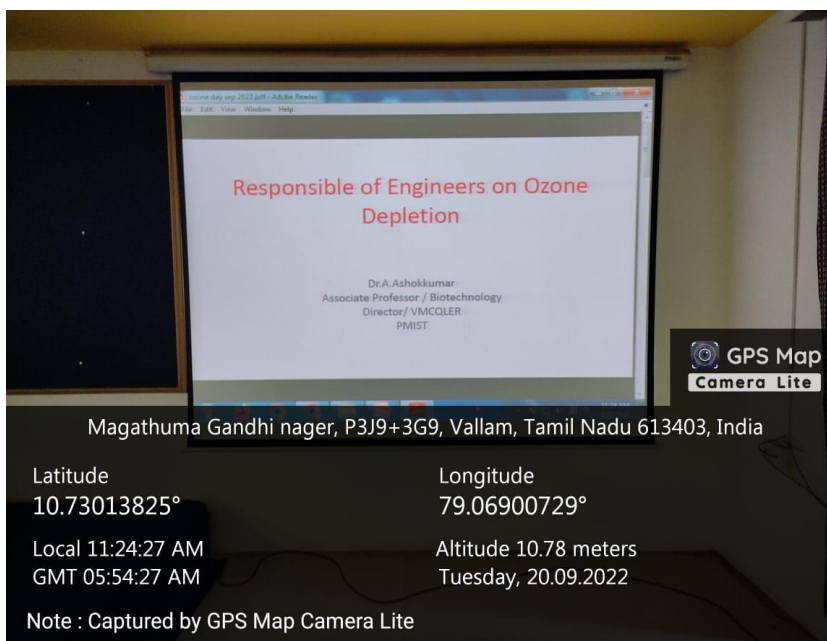 ozone day sep 2022.pdf - Adobe Reader
File Edit View Window Help
Responsible of Engineers on Ozone
Depletion
Dr.A.Ashokkumar
Associate Professor / Biotechnology
Director/ VMCQLER
PMIST
GPS Map
Camera Lite
Magathuma Gandhi nager, P3J9+3G9, Vallam, Tamil Nadu 613403, India
Latitude
10.73013825°
Longitude
79.06900729°
Local 11:24:27 AM
GMT 05:54:27 AM
Altitude 10.78 meters
Tuesday, 20.09.2022
Note : Captured by GPS Map Camera Lite